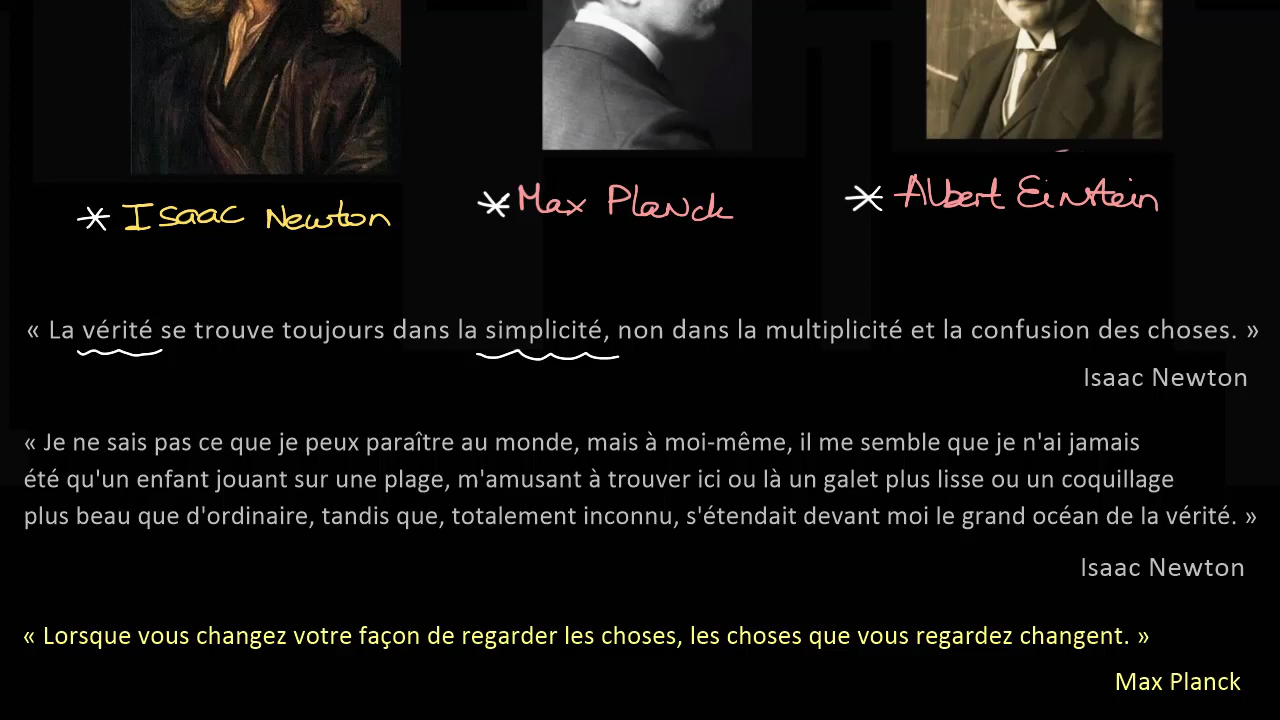 * Isaac Newton
* Max Planck
* Albert Einstein
« La vérité se trouve toujours dans la simplicité, non dans la multiplicité et la confusion des choses. »
Isaac Newton
« Je ne sais pas ce que je peux paraître au monde, mais à moi-même, il me semble que je n'ai jamais
été qu'un enfant jouant sur une plage, m'amusant à trouver ici ou là un galet plus lisse ou un coquillage
plus beau que d'ordinaire, tandis que, totalement inconnu, s'étendait devant moi le grand océan de la vérité. »
Isaac Newton
« Lorsque vous changez votre façon de regarder les choses, les choses que vous regardez changent. »
Max Planck